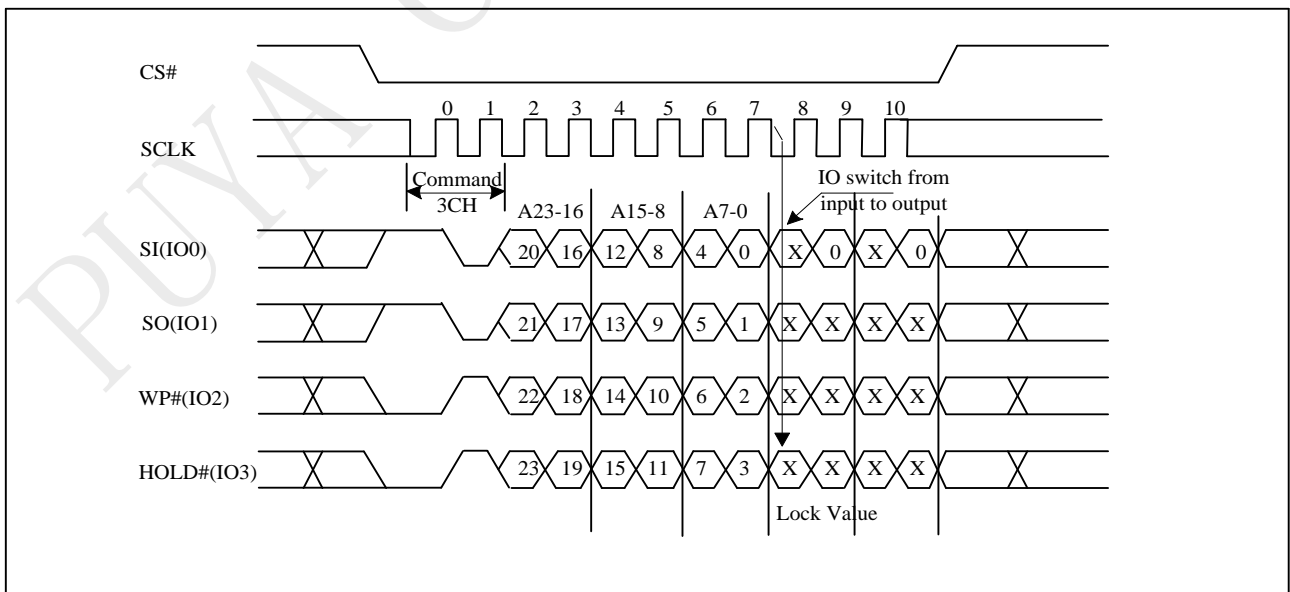 CS#
0 1 2 3 4 5 6 7 8 9 10
SCLK
Command
3CH
IO switch from
input to output
A23-16 A15-8 A7-0
SI(IO0) 20 16 12 8 4 0 X 0 X 0
SO(IO1) 21 17 13 9 5 1 X X X X
WP#(IO2) 22 18 14 10 6 2 X X X X
HOLD#(IO3) 23 19 15 11 7 3 X X X X
Lock Value
PUYA